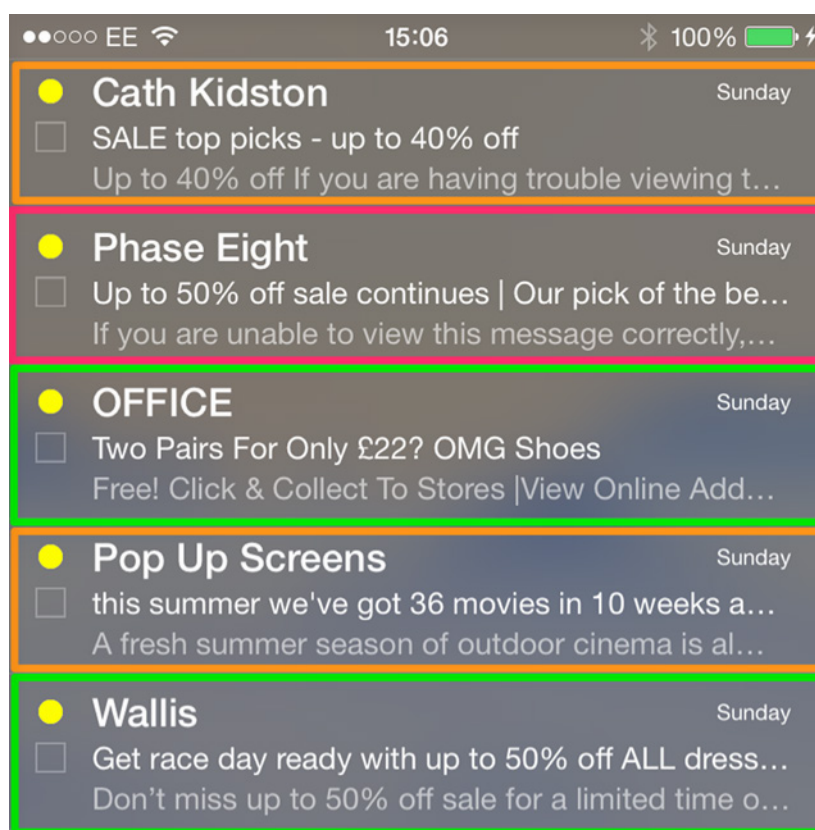 EE 15:06 100%
Cath Kidston Sunday
SALE top picks - up to 40% off
Up to 40% off If you are having trouble viewing t...
Phase Eight Sunday
Up to 50% off sale continues | Our pick of the be...
If you are unable to view this message correctly,...
OFFICE Sunday
Two Pairs For Only £22? OMG Shoes
Free! Click & Collect To Stores |View Online Add...
Pop Up Screens Sunday
this summer we've got 36 movies in 10 weeks a...
A fresh summer season of outdoor cinema is al...
Wallis Sunday
Get race day ready with up to 50% off ALL dress...
Don’t miss up to 50% off sale for a limited time o...